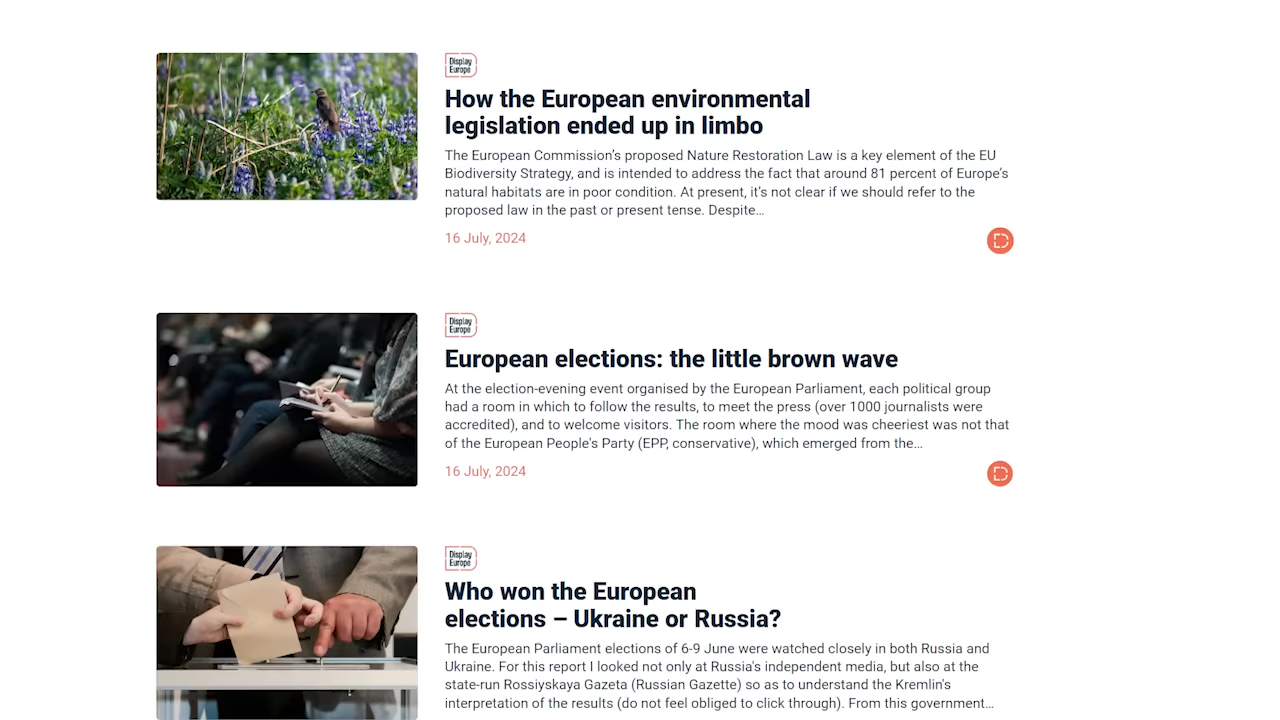 Display
Europe
How the European environmental
legislation ended up in limbo
The European Commission’s proposed Nature Restoration Law is a key element of the EU
Biodiversity Strategy, and is intended to address the fact that around 81 percent of Europe’s
natural habitats are in poor condition. At present, it’s not clear if we should refer to the
proposed law in the past or present tense. Despite…
16 July, 2024
Display
Europe
European elections: the little brown wave
At the election-evening event organised by the European Parliament, each political group
had a room in which to follow the results, to meet the press (over 1000 journalists were
accredited), and to welcome visitors. The room where the mood was cheeriest was not that
of the European People's Party (EPP, conservative), which emerged from the…
16 July, 2024
Display
Europe
Who won the European
elections – Ukraine or Russia?
The European Parliament elections of 6-9 June were watched closely in both Russia and
Ukraine. For this report I looked not only at Russia's independent media, but also at the
state-run Rossiyskaya Gazeta (Russian Gazette) so as to understand the Kremlin's
interpretation of the results (do not feel obliged to click through). From this government…